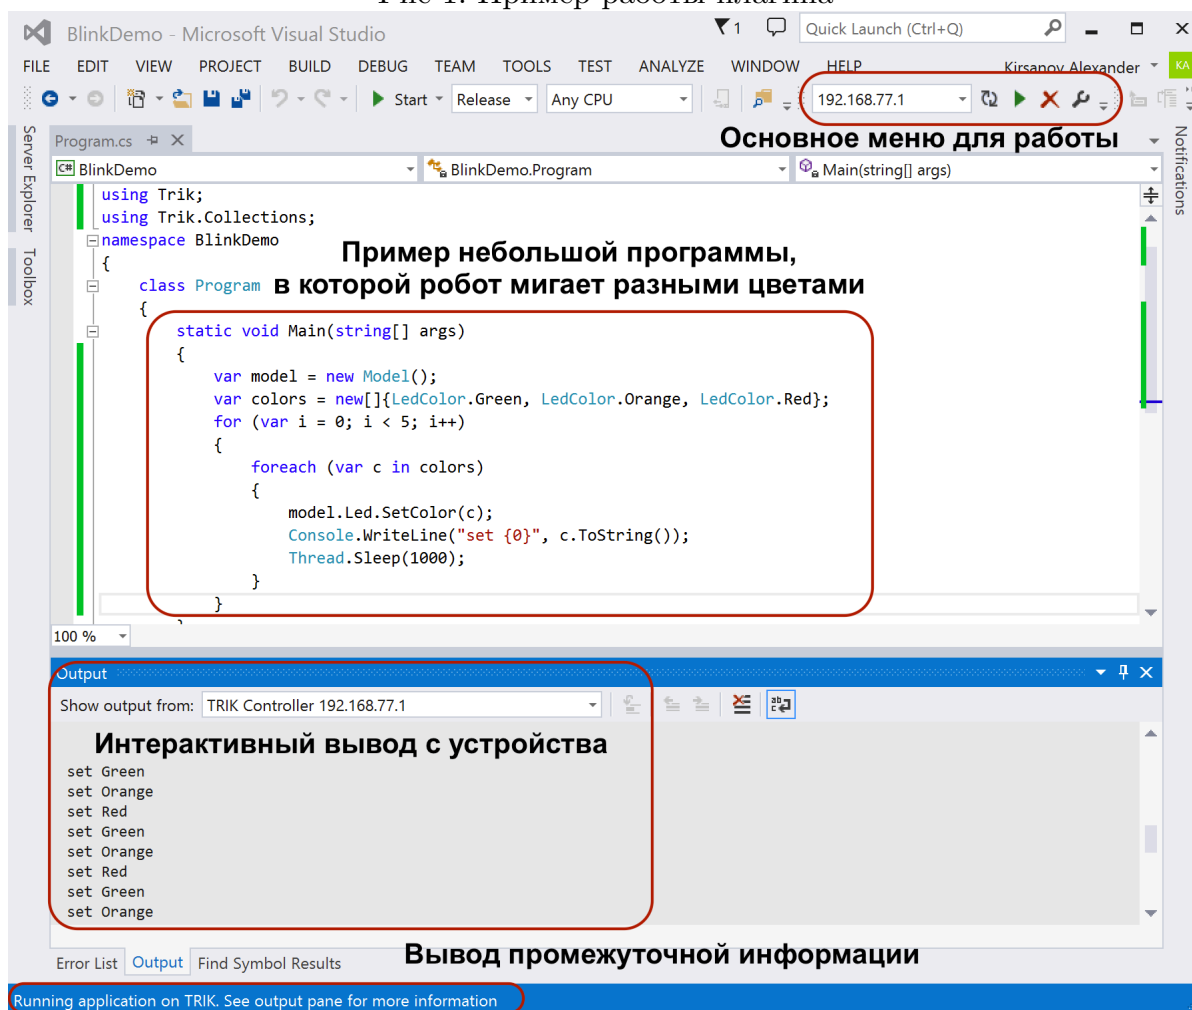 Рис 1: Пример работы плагина
BlinkDemo - Microsoft Visual Studio
1
Quick Launch (Ctrl+Q)
FILE EDIT VIEW PROJECT BUILD DEBUG TEAM TOOLS TEST ANALYZE WINDOW HELP Kirsanov Alexander KA
Start Release Any CPU 192.168.77.1
Основное меню для работы
Server Explorer
Toolbox
Notifications
Program.cs
C# BlinkDemo BlinkDemo.Program Main(string[] args)
using Trik;
using Trik.Collections;
namespace BlinkDemo
{
Пример небольшой программы,
в которой робот мигает разными цветами
class Program
{
static void Main(string[] args)
{
var model = new Model();
var colors = new[]{LedColor.Green, LedColor.Orange, LedColor.Red};
for (var i = 0; i < 5; i++)
{
foreach (var c in colors)
{
model.Led.SetColor(c);
Console.WriteLine("set {0}", c.ToString());
Thread.Sleep(1000);
}
}
}
100 %
Output
Show output from: TRIK Controller 192.168.77.1
Интерактивный вывод с устройства
set Green
set Orange
set Red
set Green
set Orange
set Red
set Green
set Orange
Вывод промежуточной информации
Error List Output Find Symbol Results
Running application on TRIK. See output pane for more information